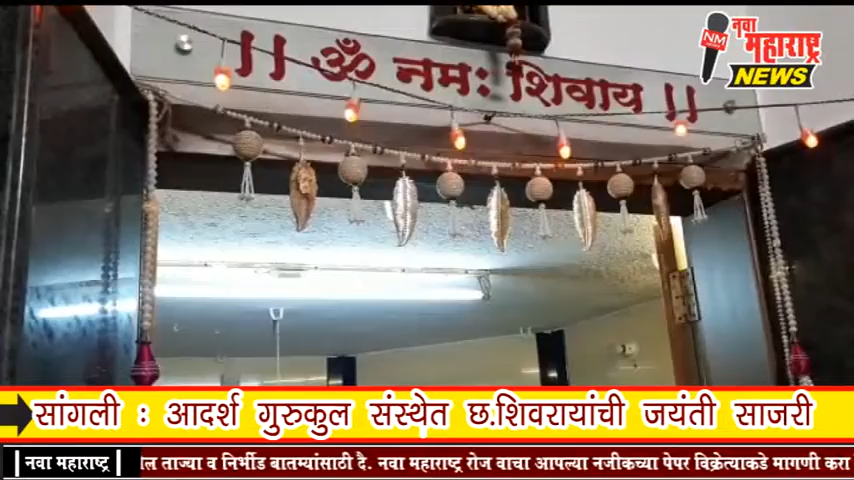 NM
नवा
महाराष्ट्र
NEWS
॥ ॐ नमः शिवाय ॥
सांगली : आदर्श गुरुकुल संस्थेत छ.शिवरायांची जयंती साजरी
नवा महाराष्ट्र ताज्या व निर्भीड बातम्यांसाठी दै. नवा महाराष्ट्र रोज वाचा आपल्या नजीकच्या पेपर विक्रेत्याकडे मागणी करा